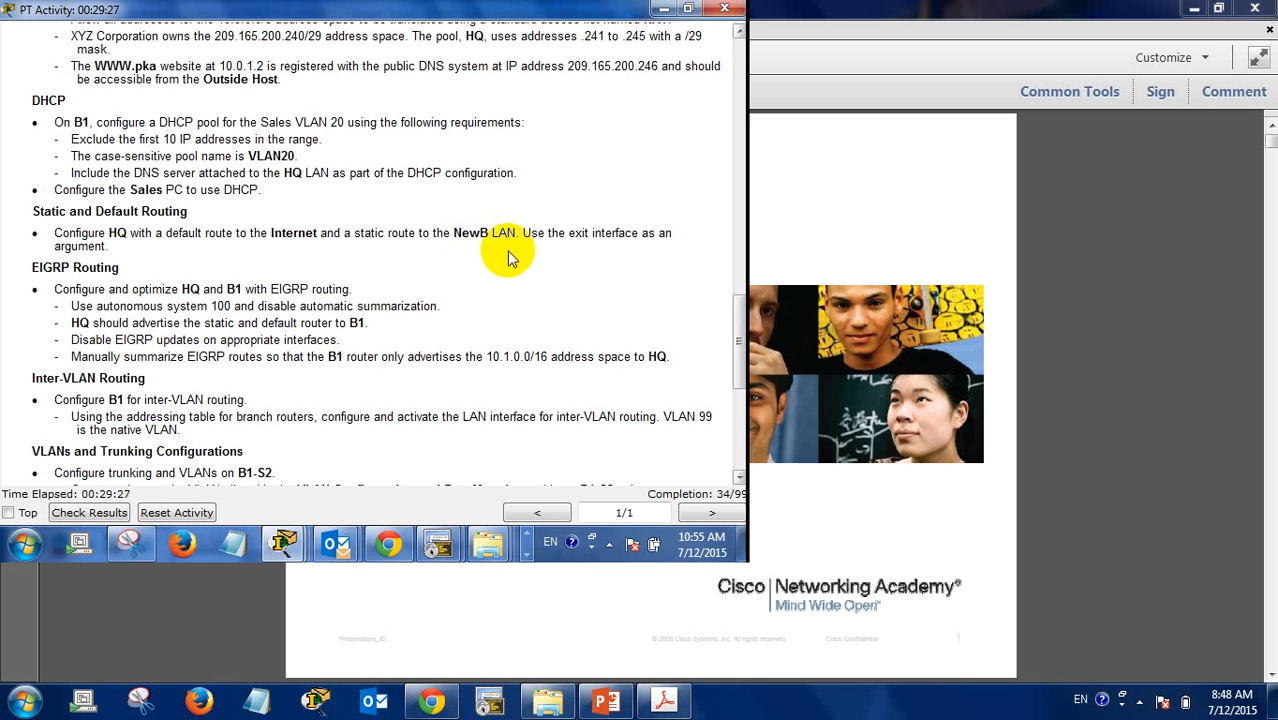 PT Activity: 00:29:27
XYZ Corporation owns the 209.165.200.240/29 address space. The pool, HQ, uses addresses .241 to .245 with a /29
mask.
- The WWW.pka website at 10.0.1.2 is registered with the public DNS system at IP address 209.165.200.246 and should
be accessible from the Outside Host.
DHCP
• On B1, configure a DHCP pool for the Sales VLAN 20 using the following requirements:
- Exclude the first 10 IP addresses in the range.
- The case-sensitive pool name is VLAN20.
- Include the DNS server attached to the HQ LAN as part of the DHCP configuration.
• Configure the Sales PC to use DHCP.
Static and Default Routing
• Configure HQ with a default route to the Internet and a static route to the NewB LAN. Use the exit interface as an
argument.
EIGRP Routing
• Configure and optimize HQ and B1 with EIGRP routing.
- Use autonomous system 100 and disable automatic summarization.
- HQ should advertise the static and default router to B1.
- Disable EIGRP updates on appropriate interfaces.
- Manually summarize EIGRP routes so that the B1 router only advertises the 10.1.0.0/16 address space to HQ.
Inter-VLAN Routing
• Configure B1 for inter-VLAN routing.
- Using the addressing table for branch routers, configure and activate the LAN interface for inter-VLAN routing. VLAN 99
is the native VLAN.
VLANs and Trunking Configurations
• Configure trunking and VLANs on B1-S2.
Time Elapsed: 00:29:27
Completion: 34/99
Top
Check Results
Reset Activity
<
1/1
>
EN
10:55 AM
7/12/2015
Customize
Common Tools
Sign
Comment
Cisco Networking Academy®
Mind Wide Open™
Presentation_ID
© 2008 Cisco Systems, Inc. All rights reserved.
Cisco Confidential
1
EN
8:48 AM
7/12/2015